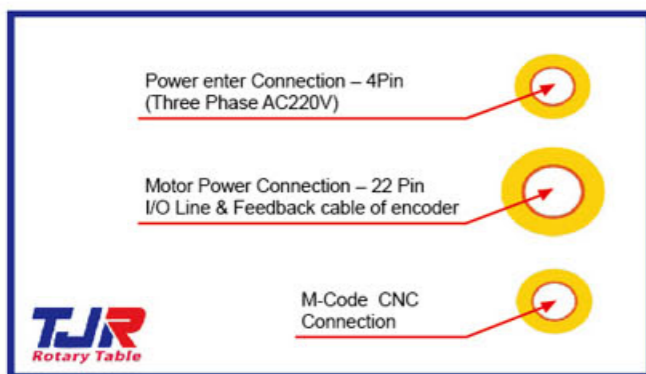 Power enter Connection – 4Pin
(Three Phase AC220V)
Motor Power Connection – 22 Pin
I/O Line & Feedback cable of encoder
M-Code CNC
Connection
TJR
Rotary Table